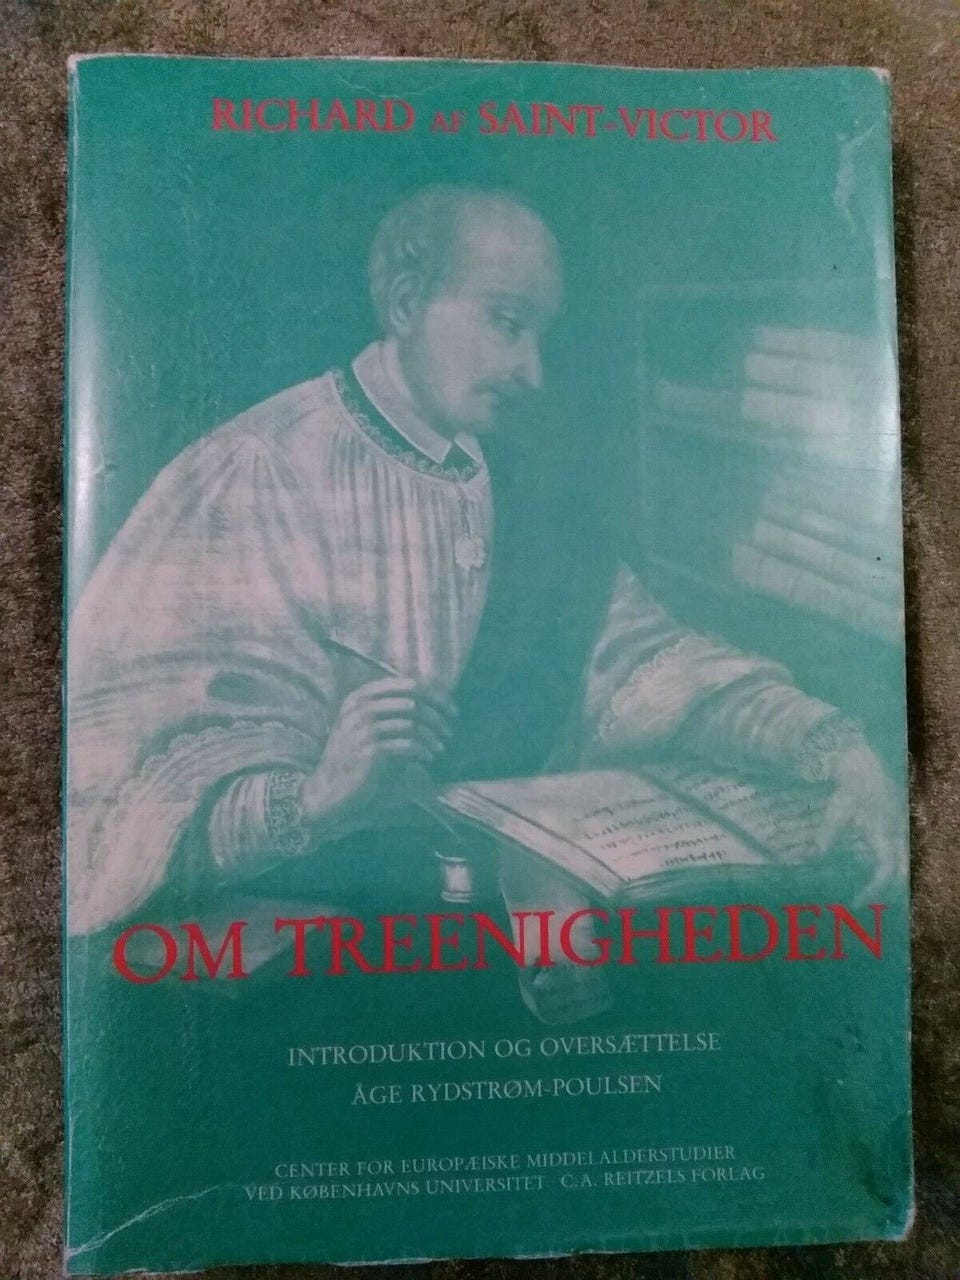 RICHARD AF SAINT-VICTOR
OM TREENIGHEDEN
INTRODUKTION OG OVERSÆTTELSE
ÅGE RYDSTRØM-POULSEN
CENTER FOR EUROPÆISKE MIDDELALDERSTUDIER
VED KØBENHAVNS UNIVERSITET · C.A. REITZELS FORLAG